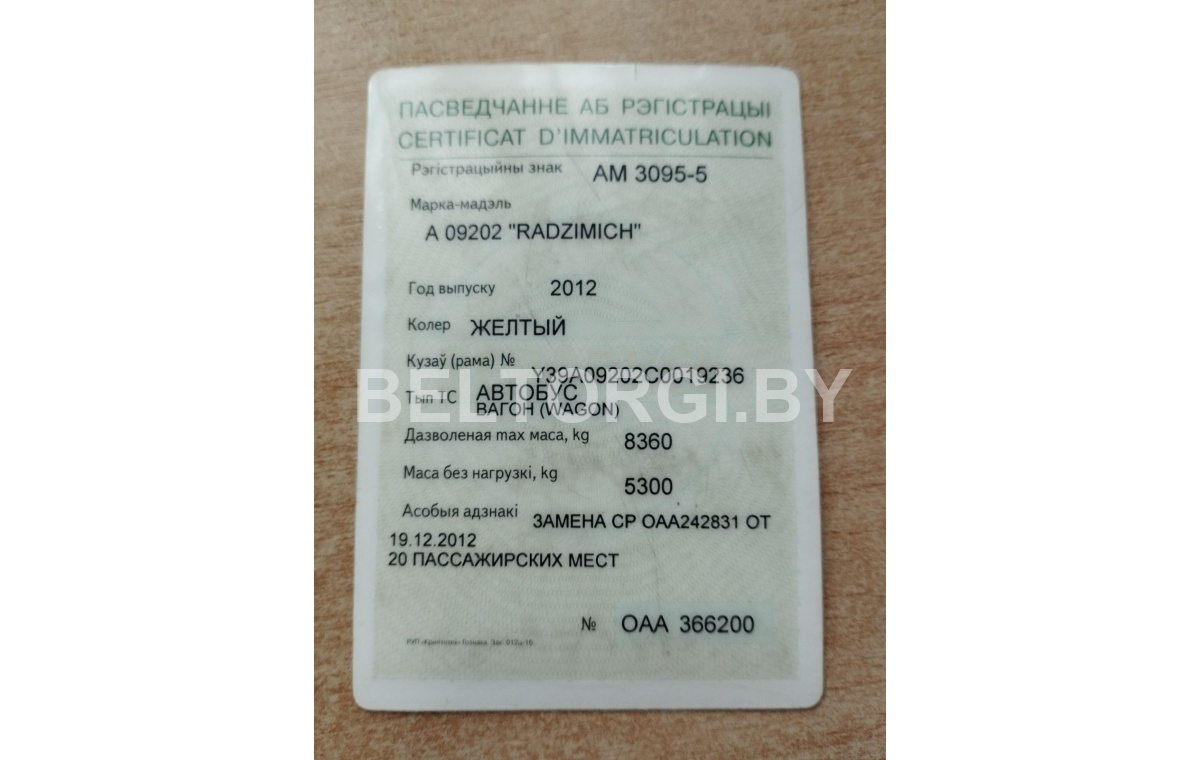 ПАСВЕДЧАННЕ АБ РЭГІСТРАЦЫІ
CERTIFICAT D'IMMATRICULATION
Рэгістрацыйны знак АМ 3095-5
Марка-мадэль
А 09202 "RADZIMICH"
Год выпуску 2012
Колер ЖЕЛТЫЙ
Кузаў (рама) № Y39A09202C0019236
Тып ТС АВТОБУС
ВАГОН (WAGON)
BELTORGI.BY
Дазволеная max маса, kg 8360
Маса без нагрузкі, kg 5300
Асобыя адзнакі ЗАМЕНА СР ОАА242831 ОТ
19.12.2012
20 ПАССАЖИРСКИХ МЕСТ
№ ОАА 366200